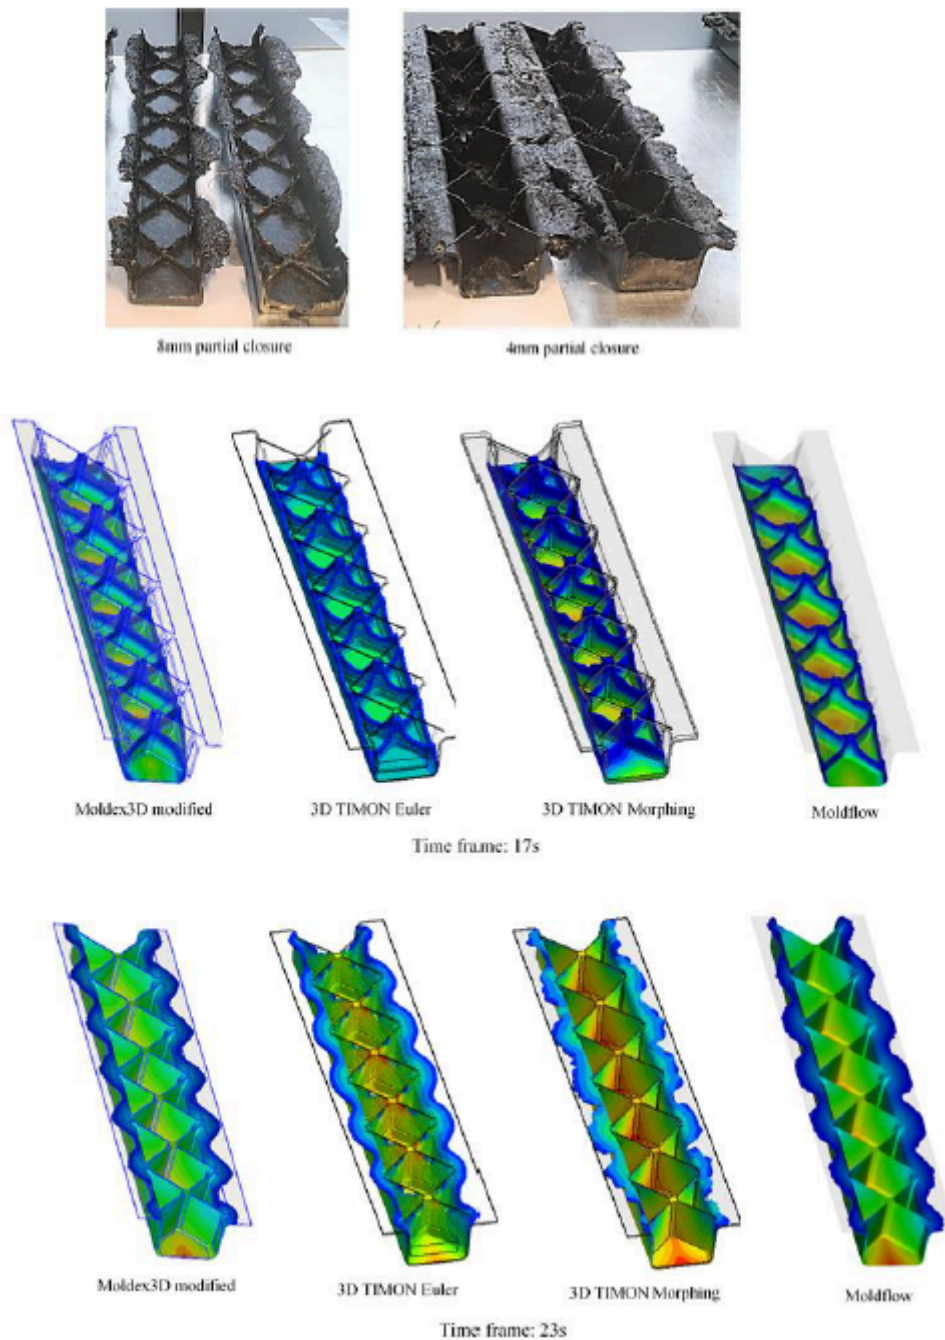 8mm partial closure
4mm partial closure
Moldex3D modified
3D TIMON Euler
3D TIMON Morphing
Moldflow
Time frame: 17s
Moldex3D modified
3D TIMON Euler
3D TIMON Morphing
Moldflow
Time frame: 23s